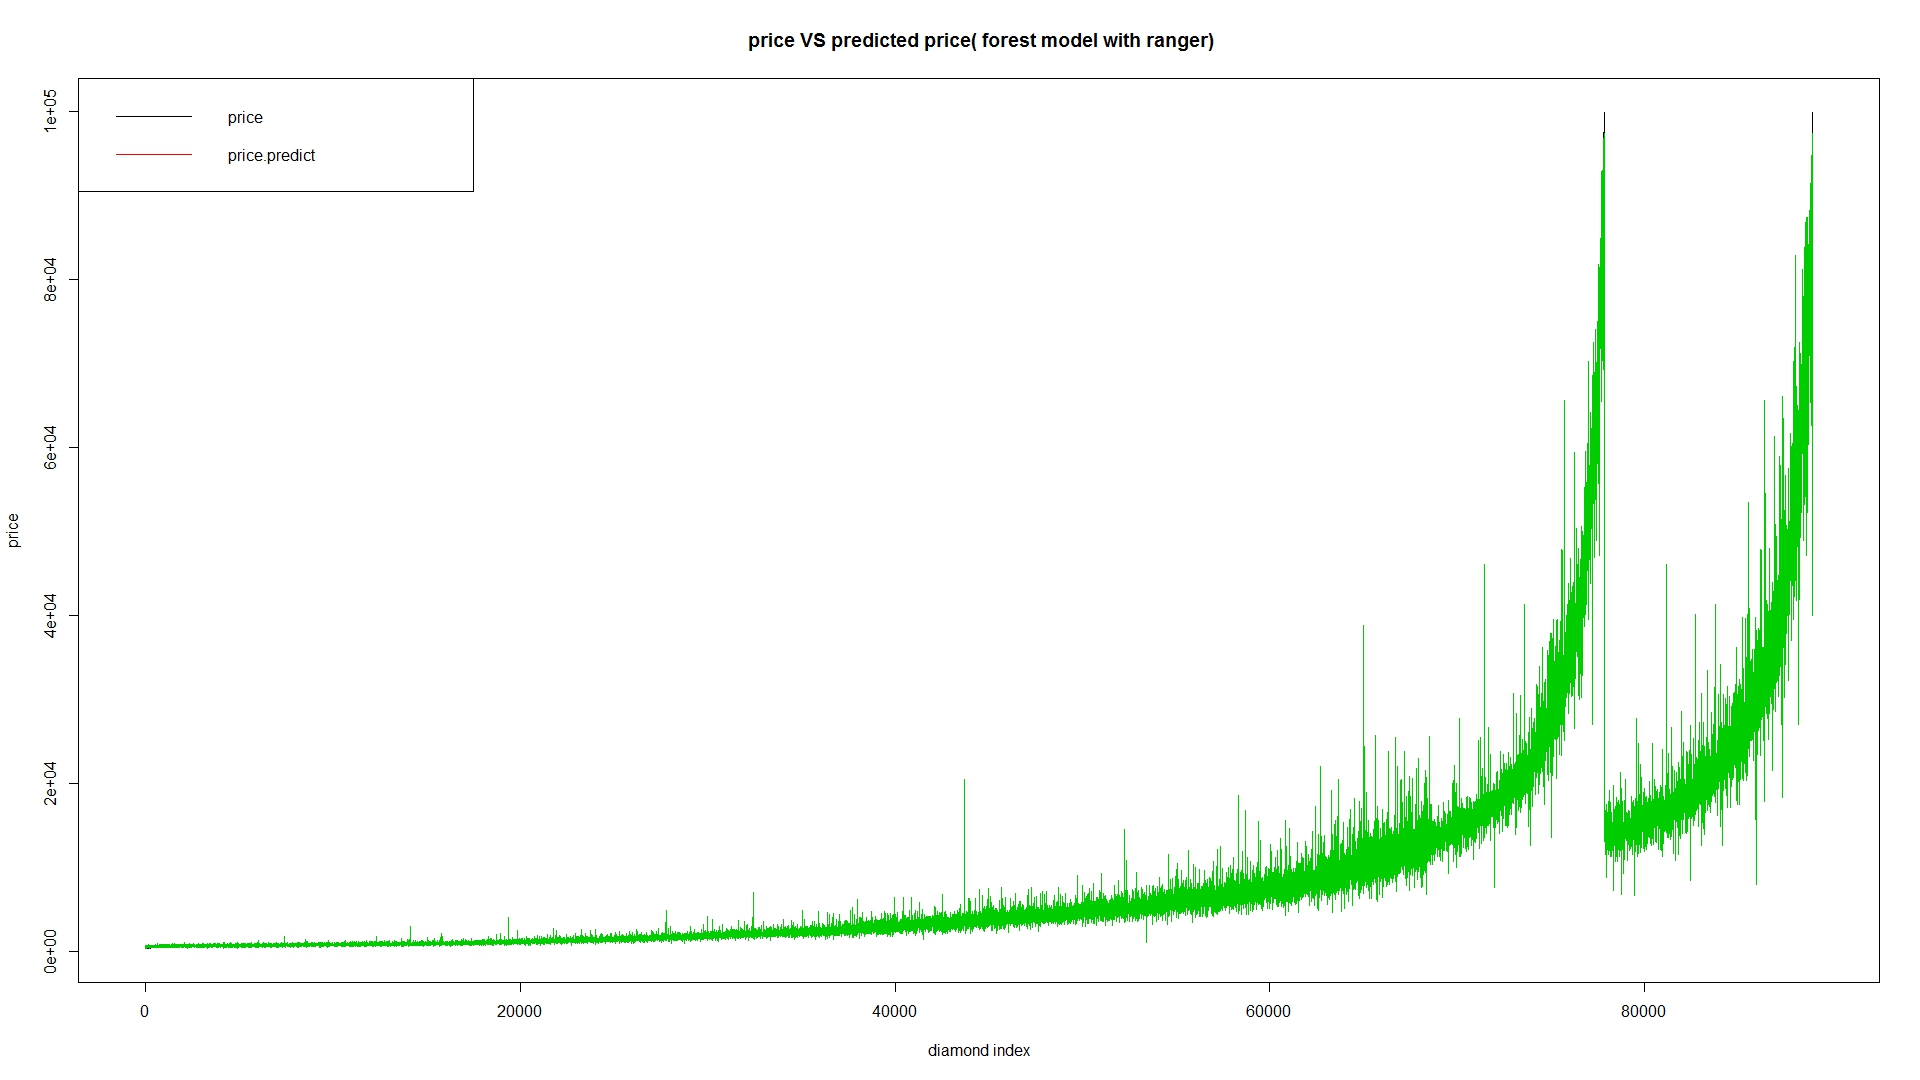 price VS predicted price( forest model with ranger)
price
price.predict
1e+05
8e+04
6e+04
4e+04
2e+04
0e+00
price
0 20000 40000 60000 80000
diamond index